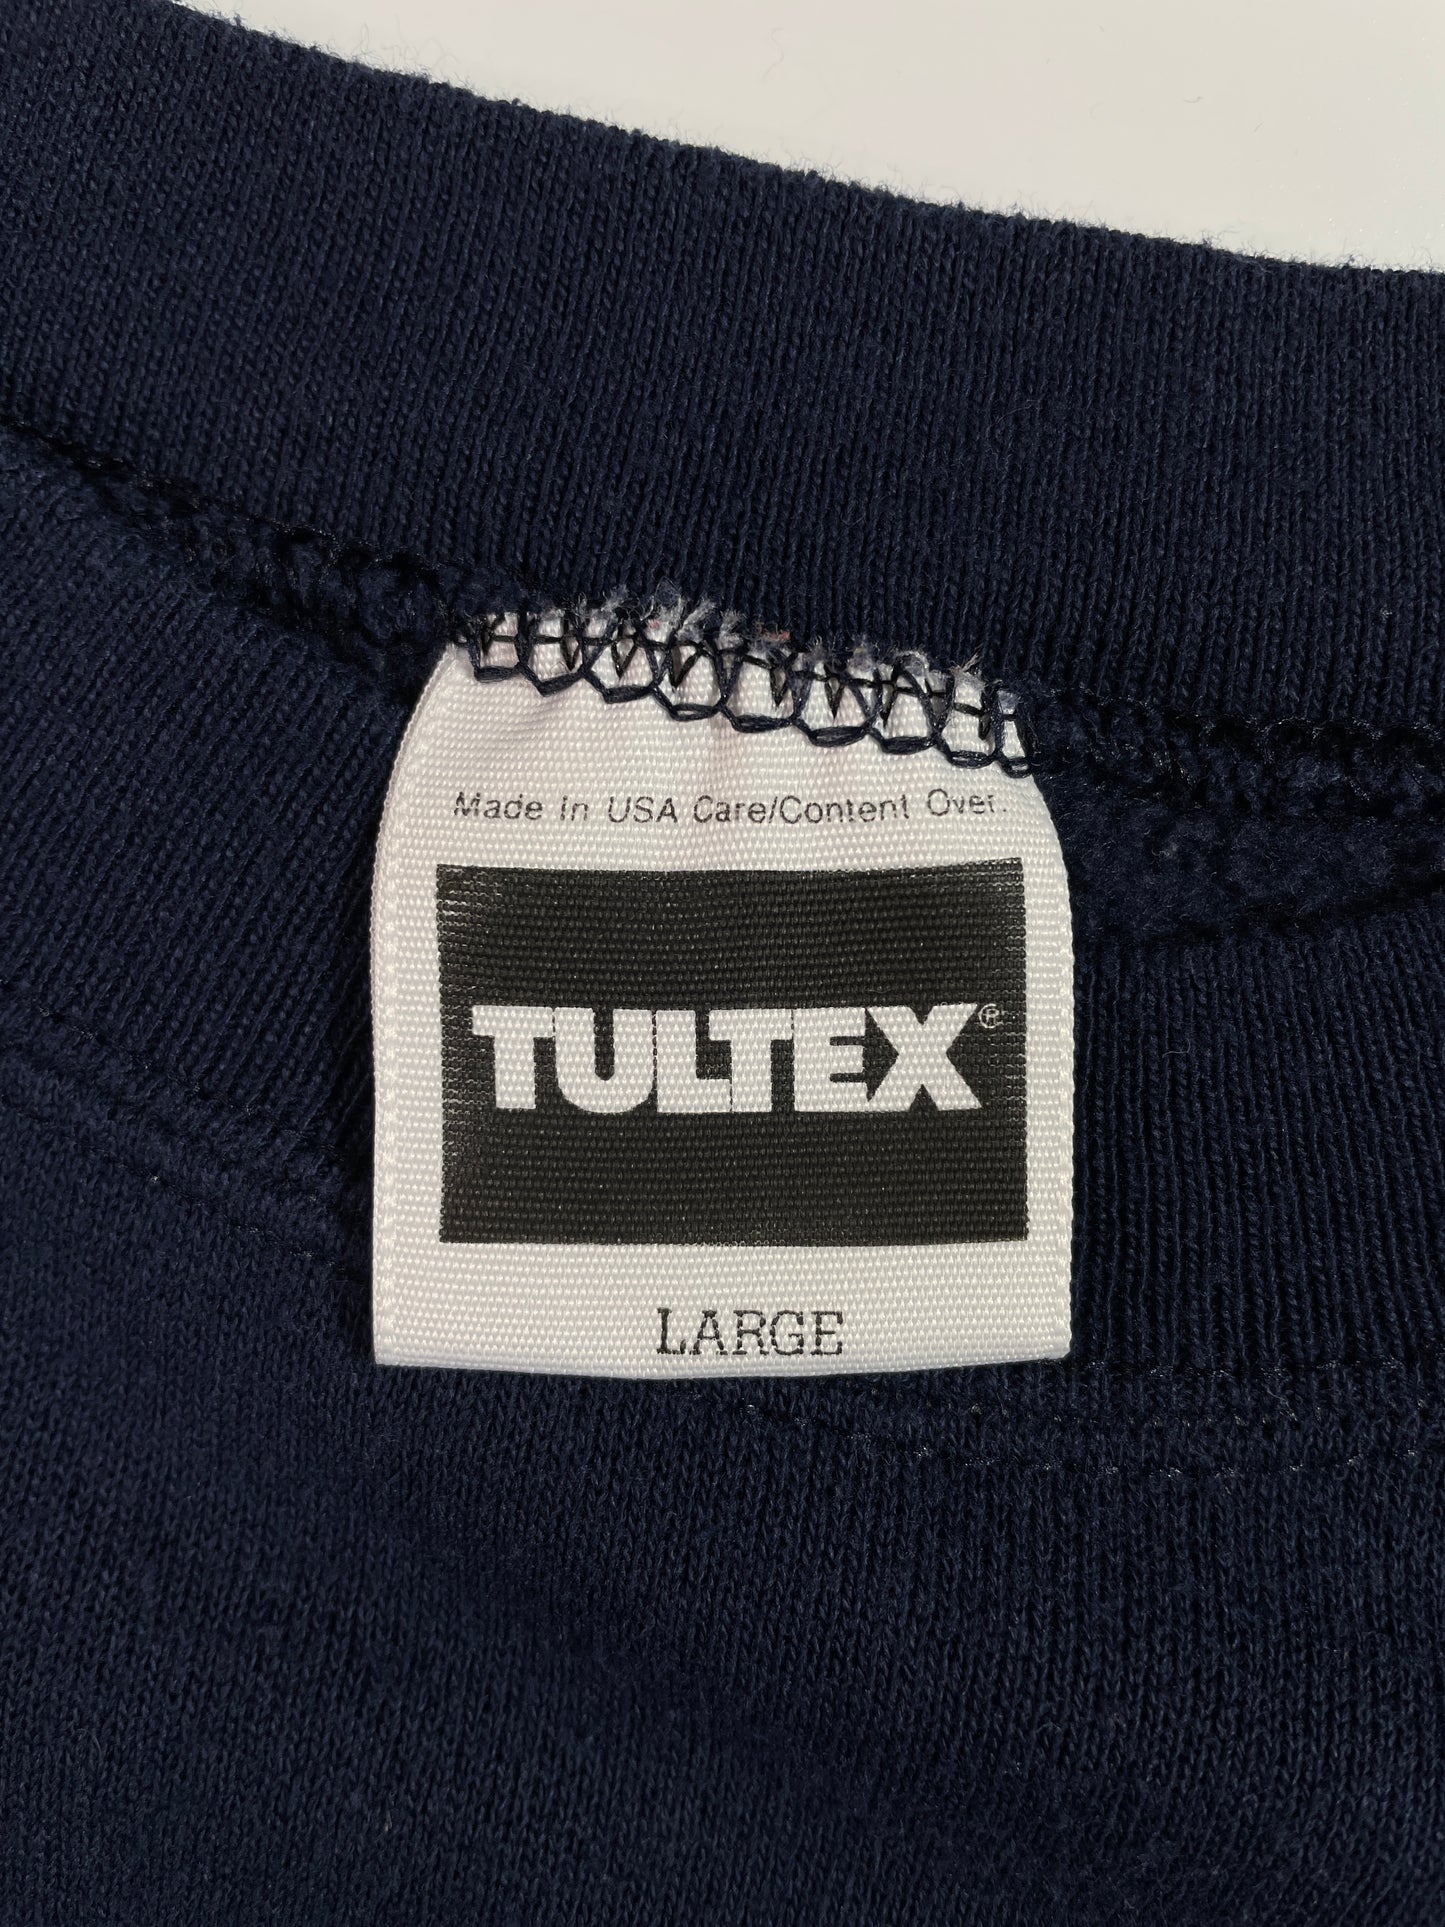 Made In USA Care/Content Over.
TULTEX®
LARGE